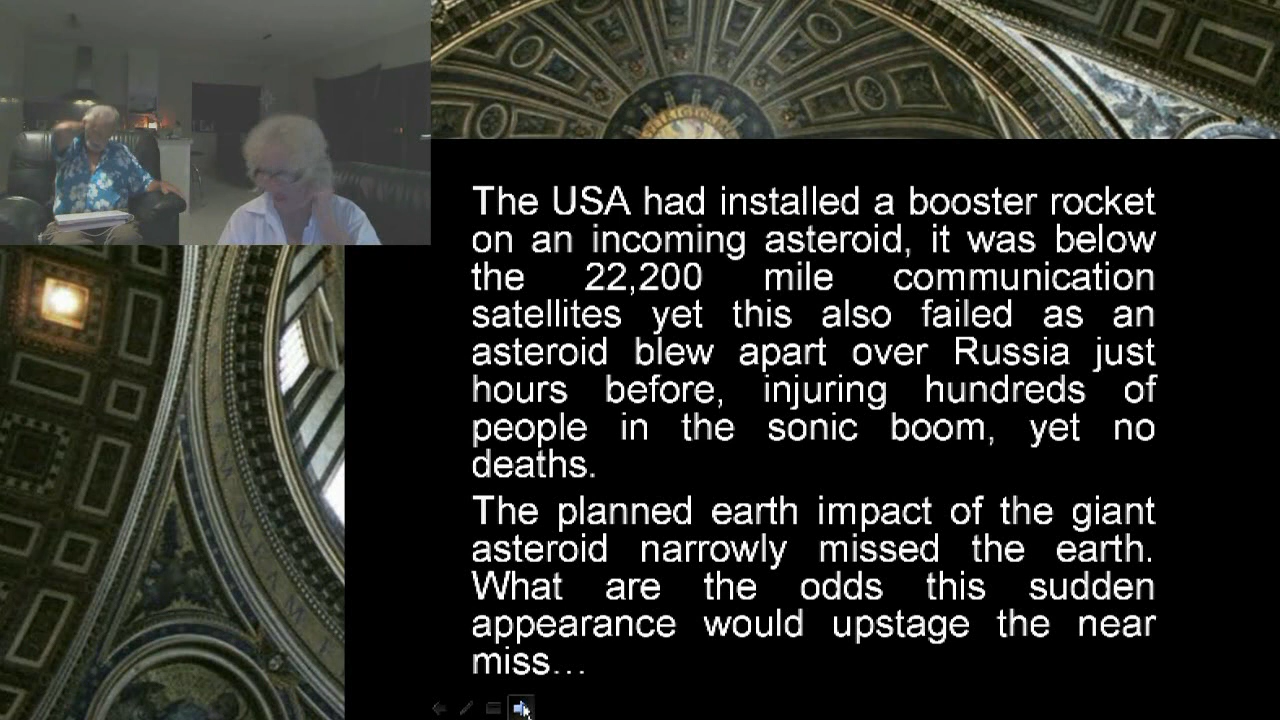 The USA had installed a booster rocket
on an incoming asteroid, it was below
the 22,200 mile communication
satellites yet this also failed as an
asteroid blew apart over Russia just
hours before, injuring hundreds of
people in the sonic boom, yet no
deaths.
The planned earth impact of the giant
asteroid narrowly missed the earth.
What are the odds this sudden
appearance would upstage the near
miss…